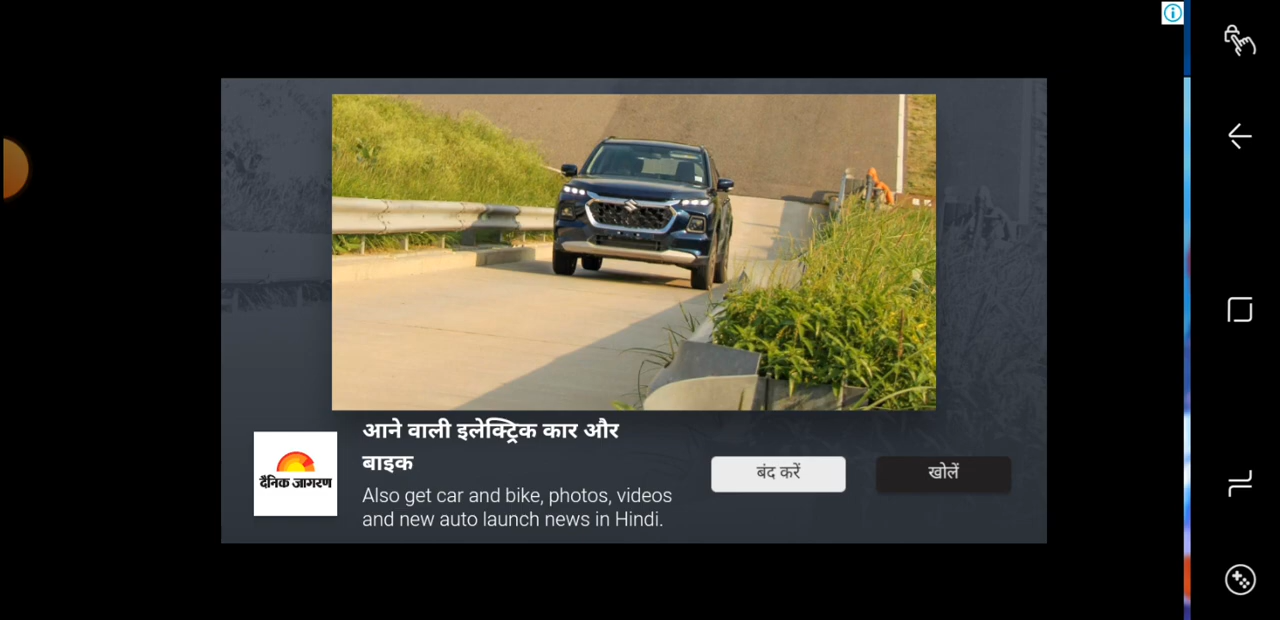 दैनिक जागरण
आने वाली इलेक्ट्रिक कार और
बाइक
Also get car and bike, photos, videos
and new auto launch news in Hindi.
बंद करें
खोलें